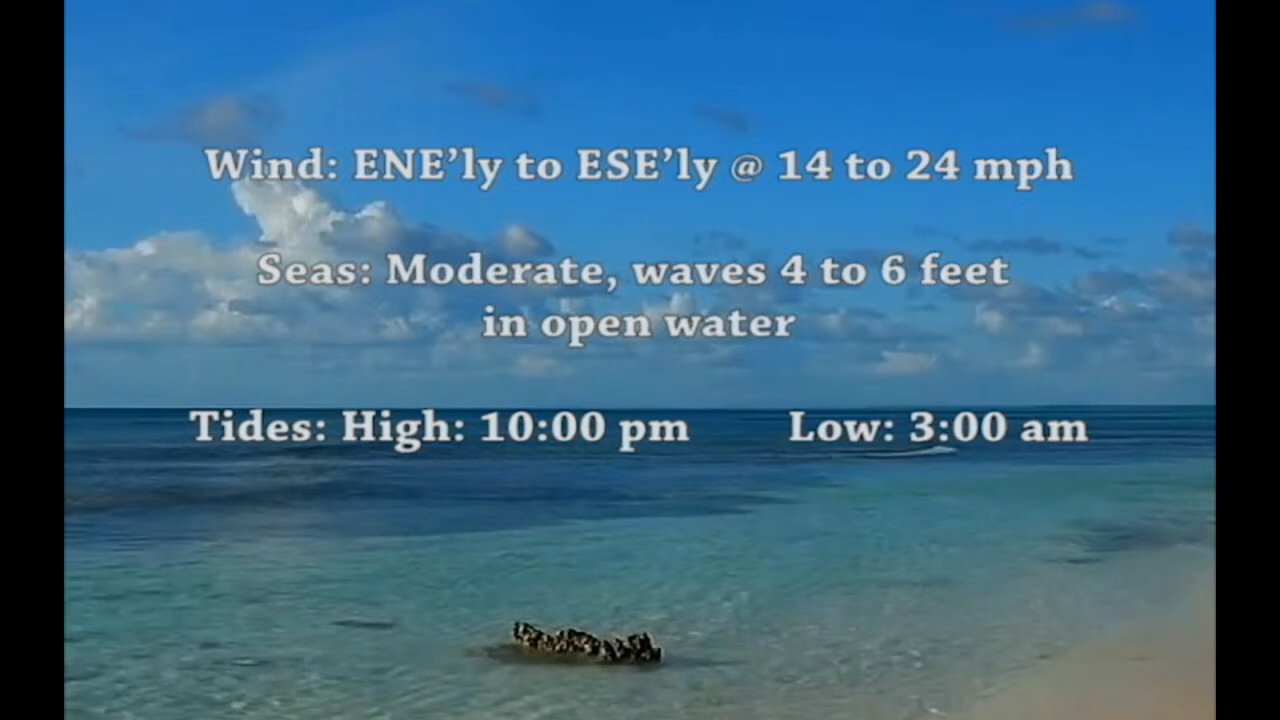 Wind: ENE’ly to ESE’ly @ 14 to 24 mph
Seas: Moderate, waves 4 to 6 feet
in open water
Tides: High: 10:00 pm Low: 3:00 am